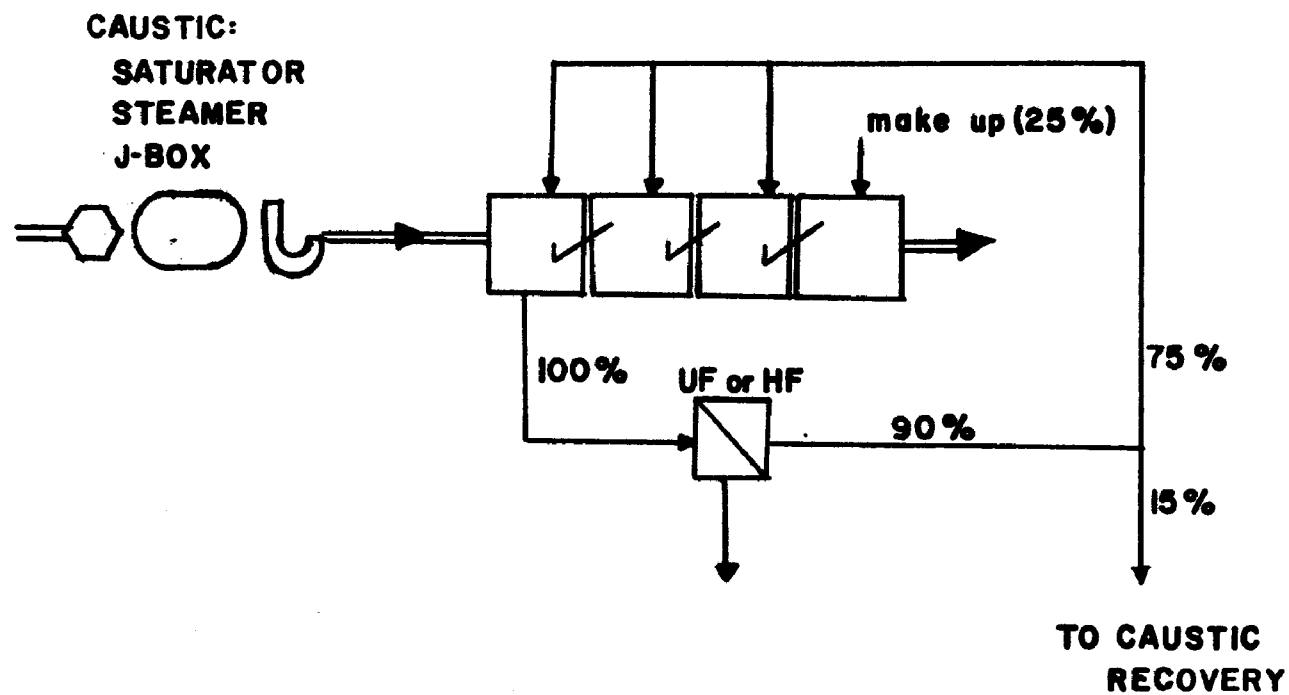 CAUSTIC:
SATURATOR
STEAMER
J-BOX
make up (25%)
100%
UF or HF
90%
75%
15%
TO CAUSTIC
RECOVERY